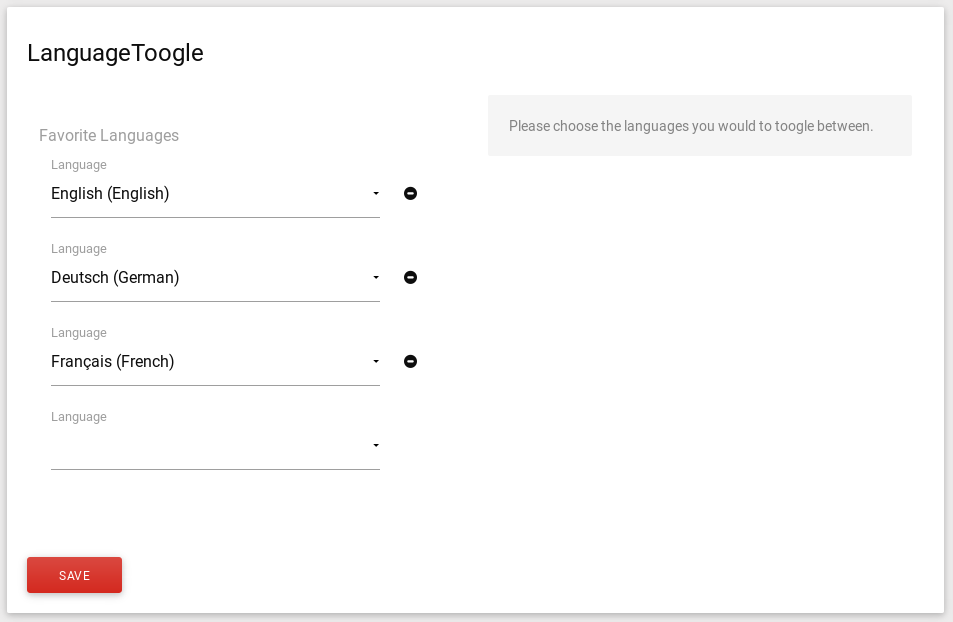 LanguageToogle
Favorite Languages
Please choose the languages you would to toogle between.
Language
English (English)
Language
Deutsch (German)
Language
Français (French)
Language
SAVE